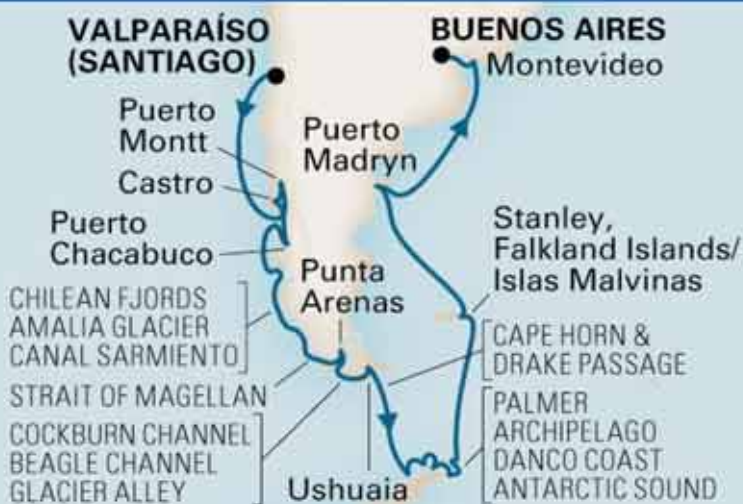 VALPARAÍSO
(SANTIAGO)
BUENOS AIRES
Montevideo
Puerto
Montt
Puerto
Madryn
Castro
Puerto
Chacabuco
Stanley,
Falkland Islands/
Islas Malvinas
Punta
Arenas
CHILEAN FJORDS
AMALIA GLACIER
CANAL SARMIENTO
CAPE HORN &
DRAKE PASSAGE
STRAIT OF MAGELLAN
COCKBURN CHANNEL
BEAGLE CHANNEL
GLACIER ALLEY
Ushuaia
PALMER
ARCHIPELAGO
DANCO COAST
ANTARCTIC SOUND